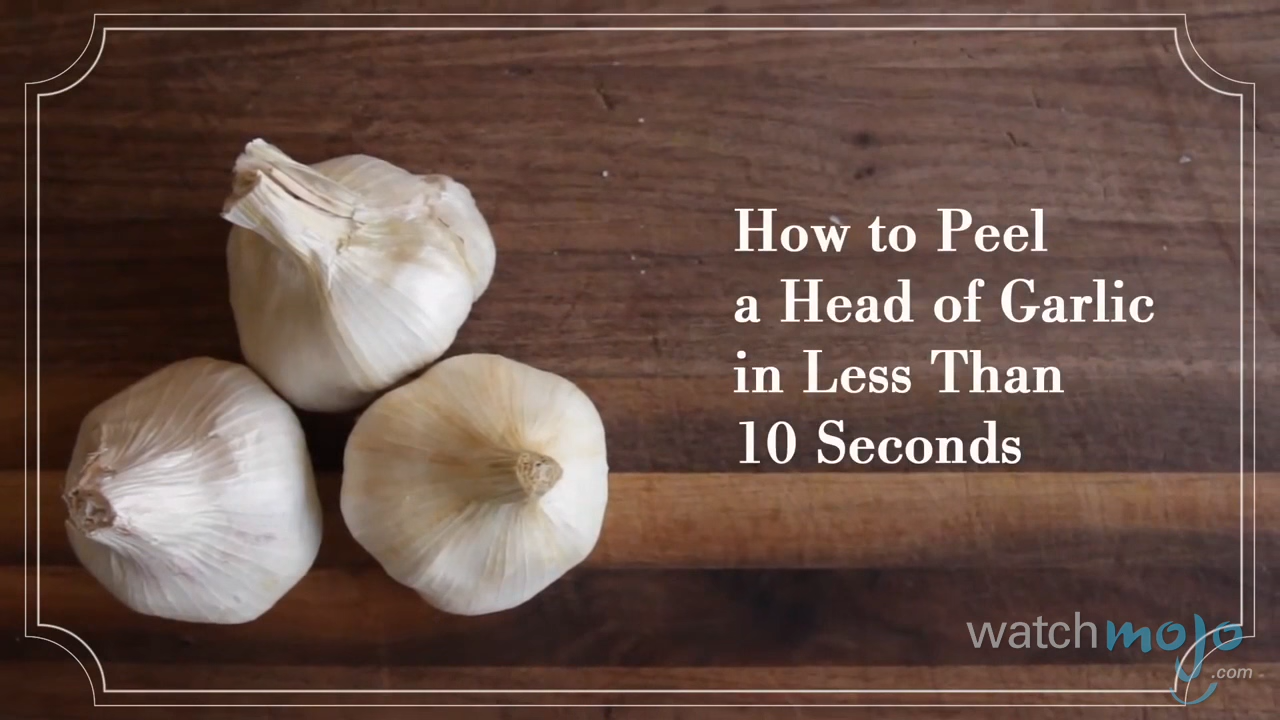 How to Peel
a Head of Garlic
in Less Than
10 Seconds
watchmojo
.com